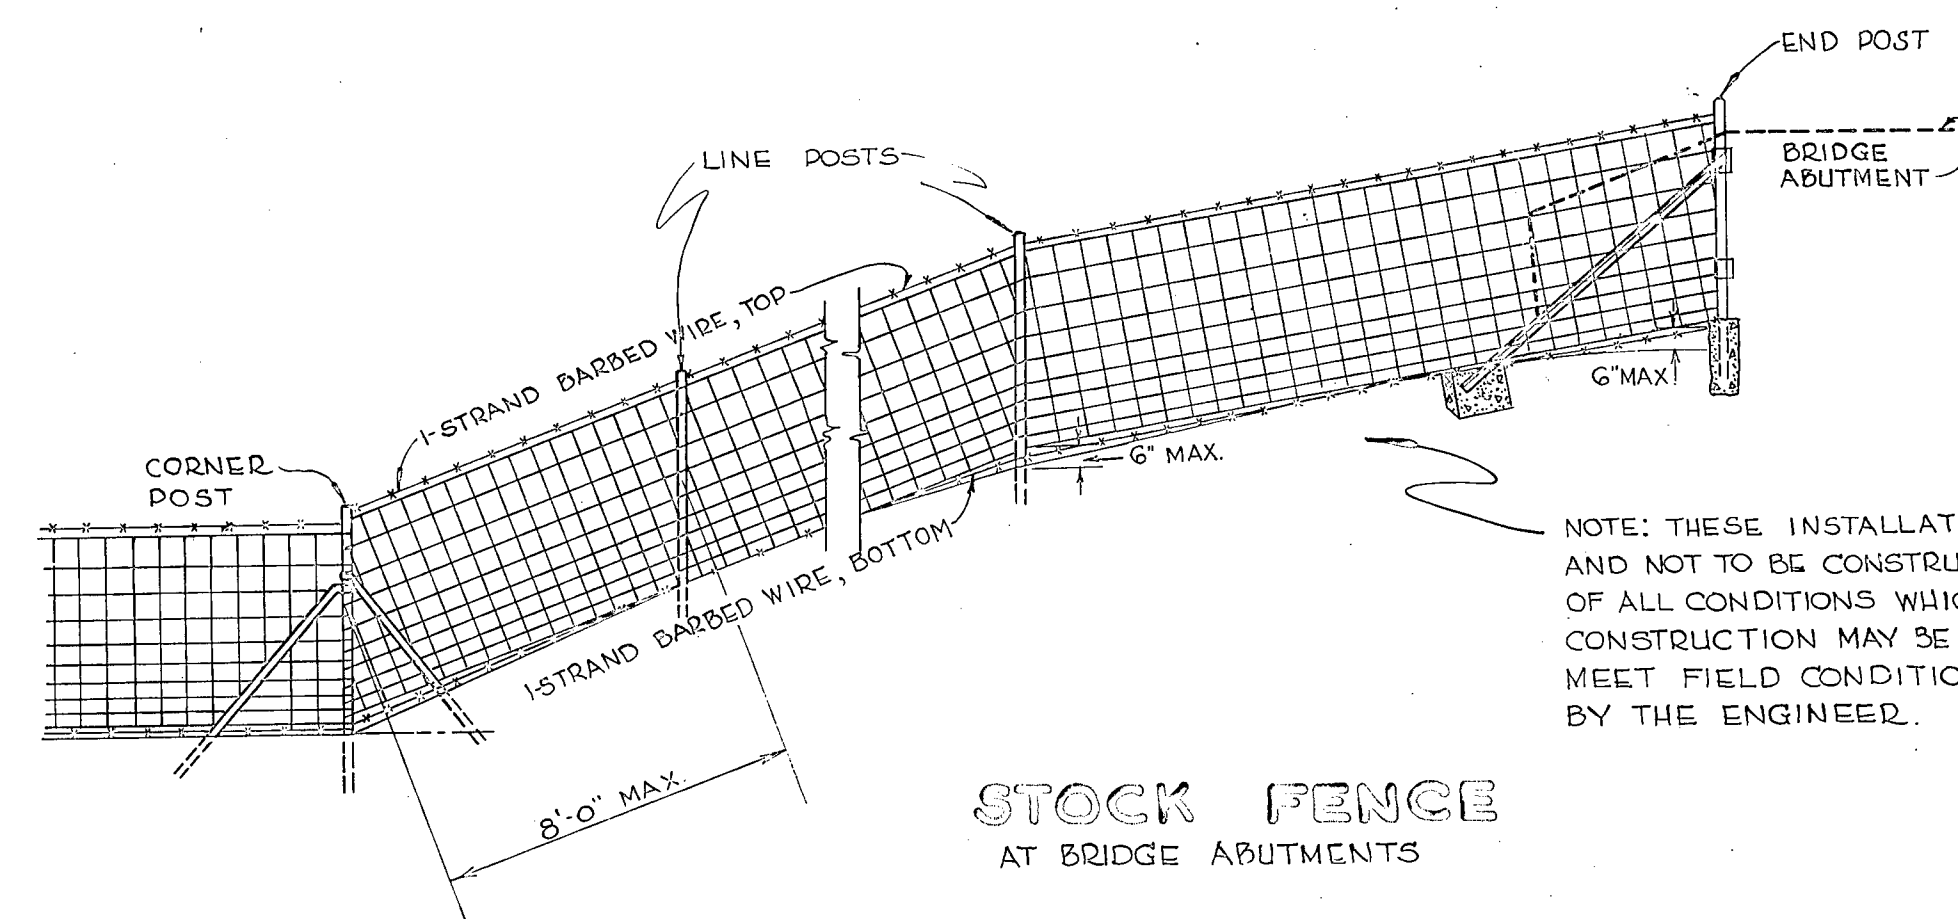 END POST
LINE POSTS
BRIDGE
ABUTMENT
1-STRAND BARBED WIRE, TOP
6"MAX.
6" MAX.
CORNER
POST
1-STRAND BARBED WIRE, BOTTOM
NOTE: THESE INSTALLAT
AND NOT TO BE CONSTRU
OF ALL CONDITIONS WHIC
CONSTRUCTION MAY BE
MEET FIELD CONDITIO
BY THE ENGINEER.
8'-0" MAX.
STOCK FENCE
AT BRIDGE ABUTMENTS